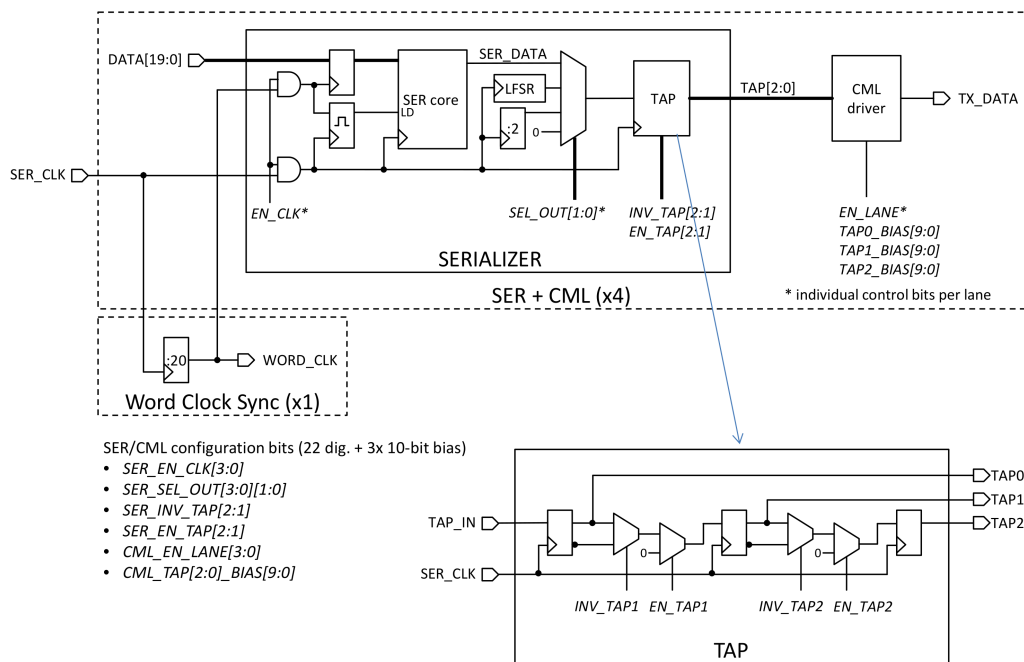 DATA[19:0]
SER_DATA
SER core
LD
LFSR
:2
0
TAP
TAP[2:0]
CML
driver
TX_DATA
SER_CLK
EN_CLK*
SEL_OUT[1:0]*
INV_TAP[2:1]
EN_TAP[2:1]
EN_LANE*
TAP0_BIAS[9:0]
TAP1_BIAS[9:0]
TAP2_BIAS[9:0]
SERIALIZER
SER + CML (x4)
* individual control bits per lane
:20
WORD_CLK
Word Clock Sync (x1)
SER/CML configuration bits (22 dig. + 3x 10-bit bias)
• SER_EN_CLK[3:0]
• SER_SEL_OUT[3:0][1:0]
• SER_INV_TAP[2:1]
• SER_EN_TAP[2:1]
• CML_EN_LANE[3:0]
• CML_TAP[2:0]_BIAS[9:0]
TAP0
TAP1
TAP_IN
TAP2
0
0
SER_CLK
INV_TAP1
EN_TAP1
INV_TAP2
EN_TAP2
TAP